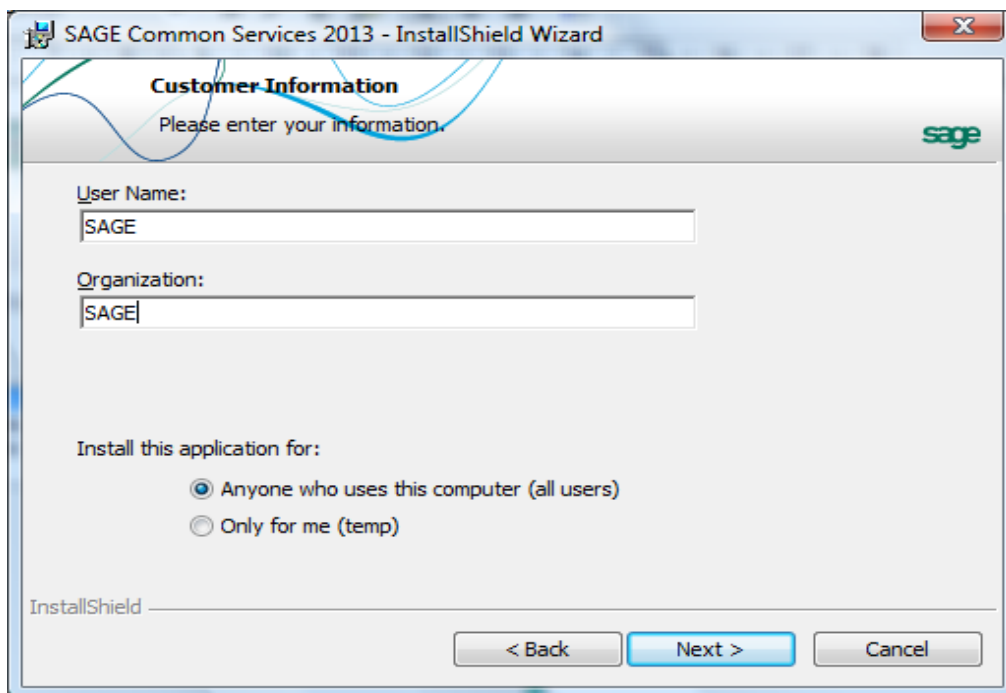 SAGE Common Services 2013 - InstallShield Wizard
Customer Information
Please enter your information.
sage
User Name:
SAGE
Organization:
SAGE
Install this application for:
Anyone who uses this computer (all users)
Only for me (temp)
InstallShield
< Back Next > Cancel